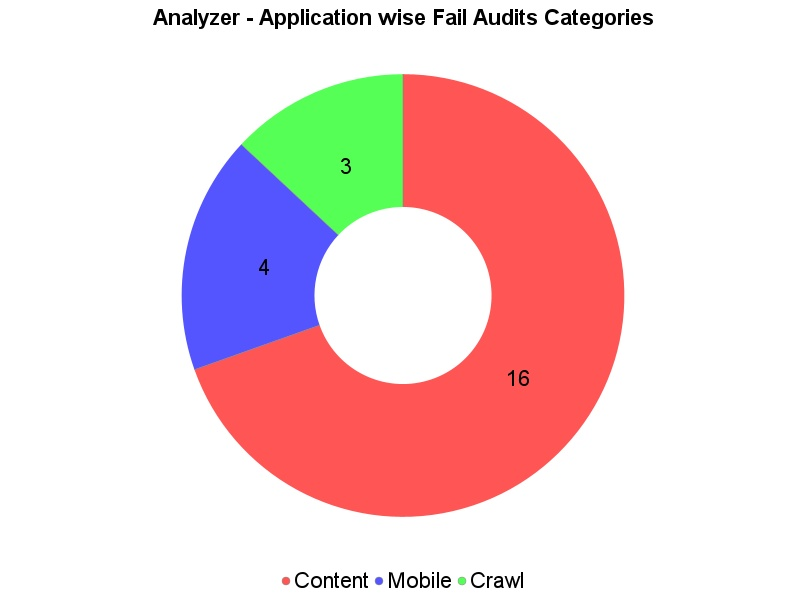 Analyzer - Application wise Fail Audits Categories
3
4
16
Content Mobile Crawl